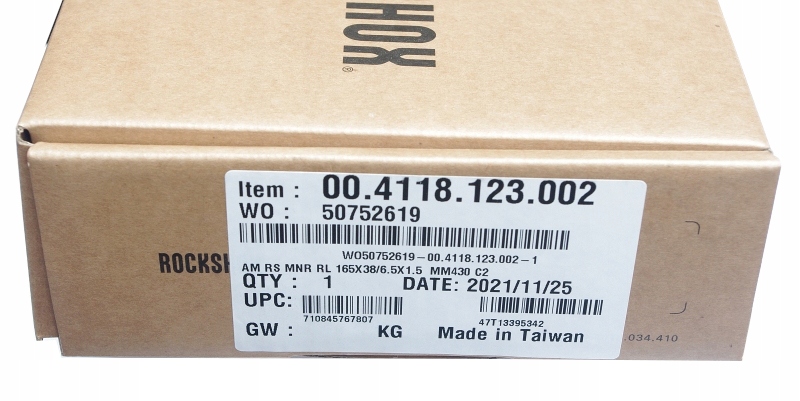 XOHX®
Item : 00.4118.123.002
WO : 50752619
WO50752619-00.4118.123.002-1
ROCKSH
AM RS MNR RL 165X38/6.5X1.5 MM430 C2
QTY : 1 DATE: 2021/11/25
UPC:
710845767807
47T13395342
GW : KG Made in Taiwan
.034.410